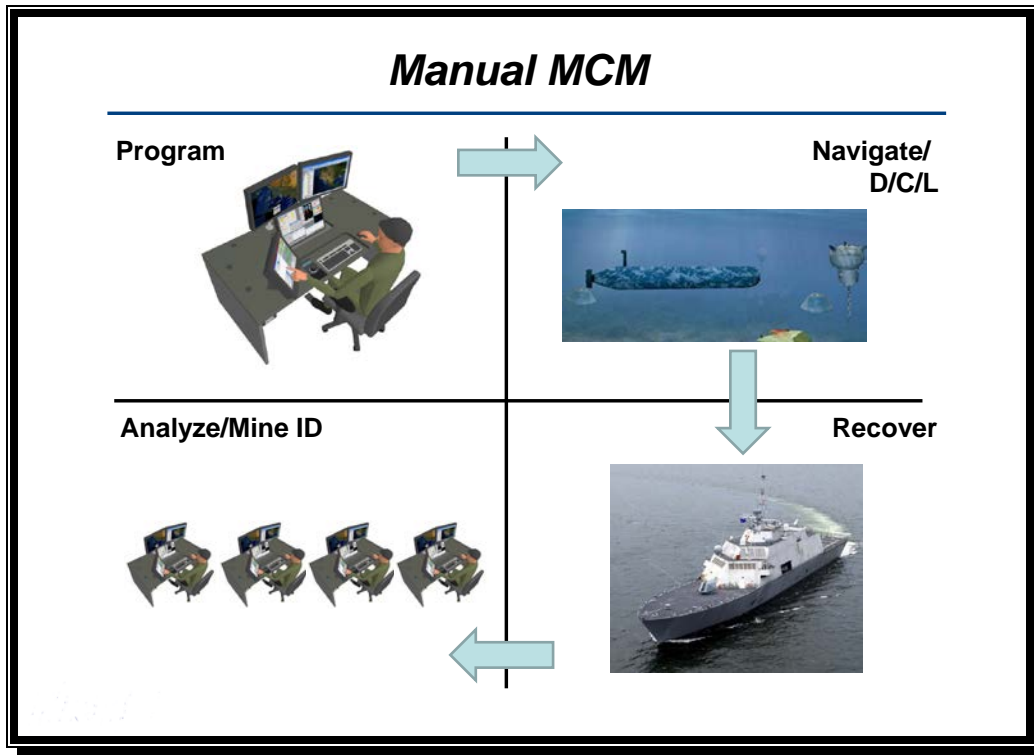 Manual MCM
Program
Navigate/
D/C/L
Analyze/Mine ID
Recover